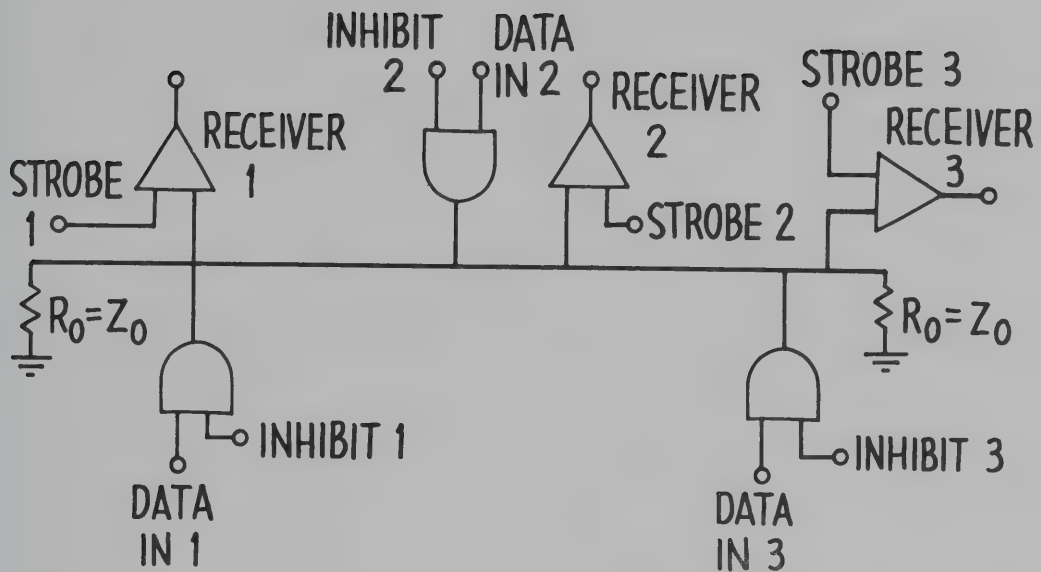 INHIBIT
2
DATA
IN 2
RECEIVER
1
STROBE
1
RECEIVER
2
STROBE 2
STROBE 3
RECEIVER
3
R₀=Z₀
R₀=Z₀
INHIBIT 1
DATA
IN 1
INHIBIT 3
DATA
IN 3